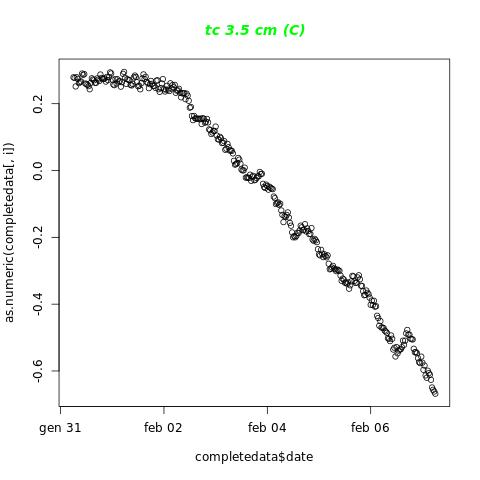 tc 3.5 cm (C)
as.numeric(completedata[, i])
0.2
0.0
-0.2
-0.4
-0.6
gen 31
feb 02
feb 04
feb 06
completedata$date